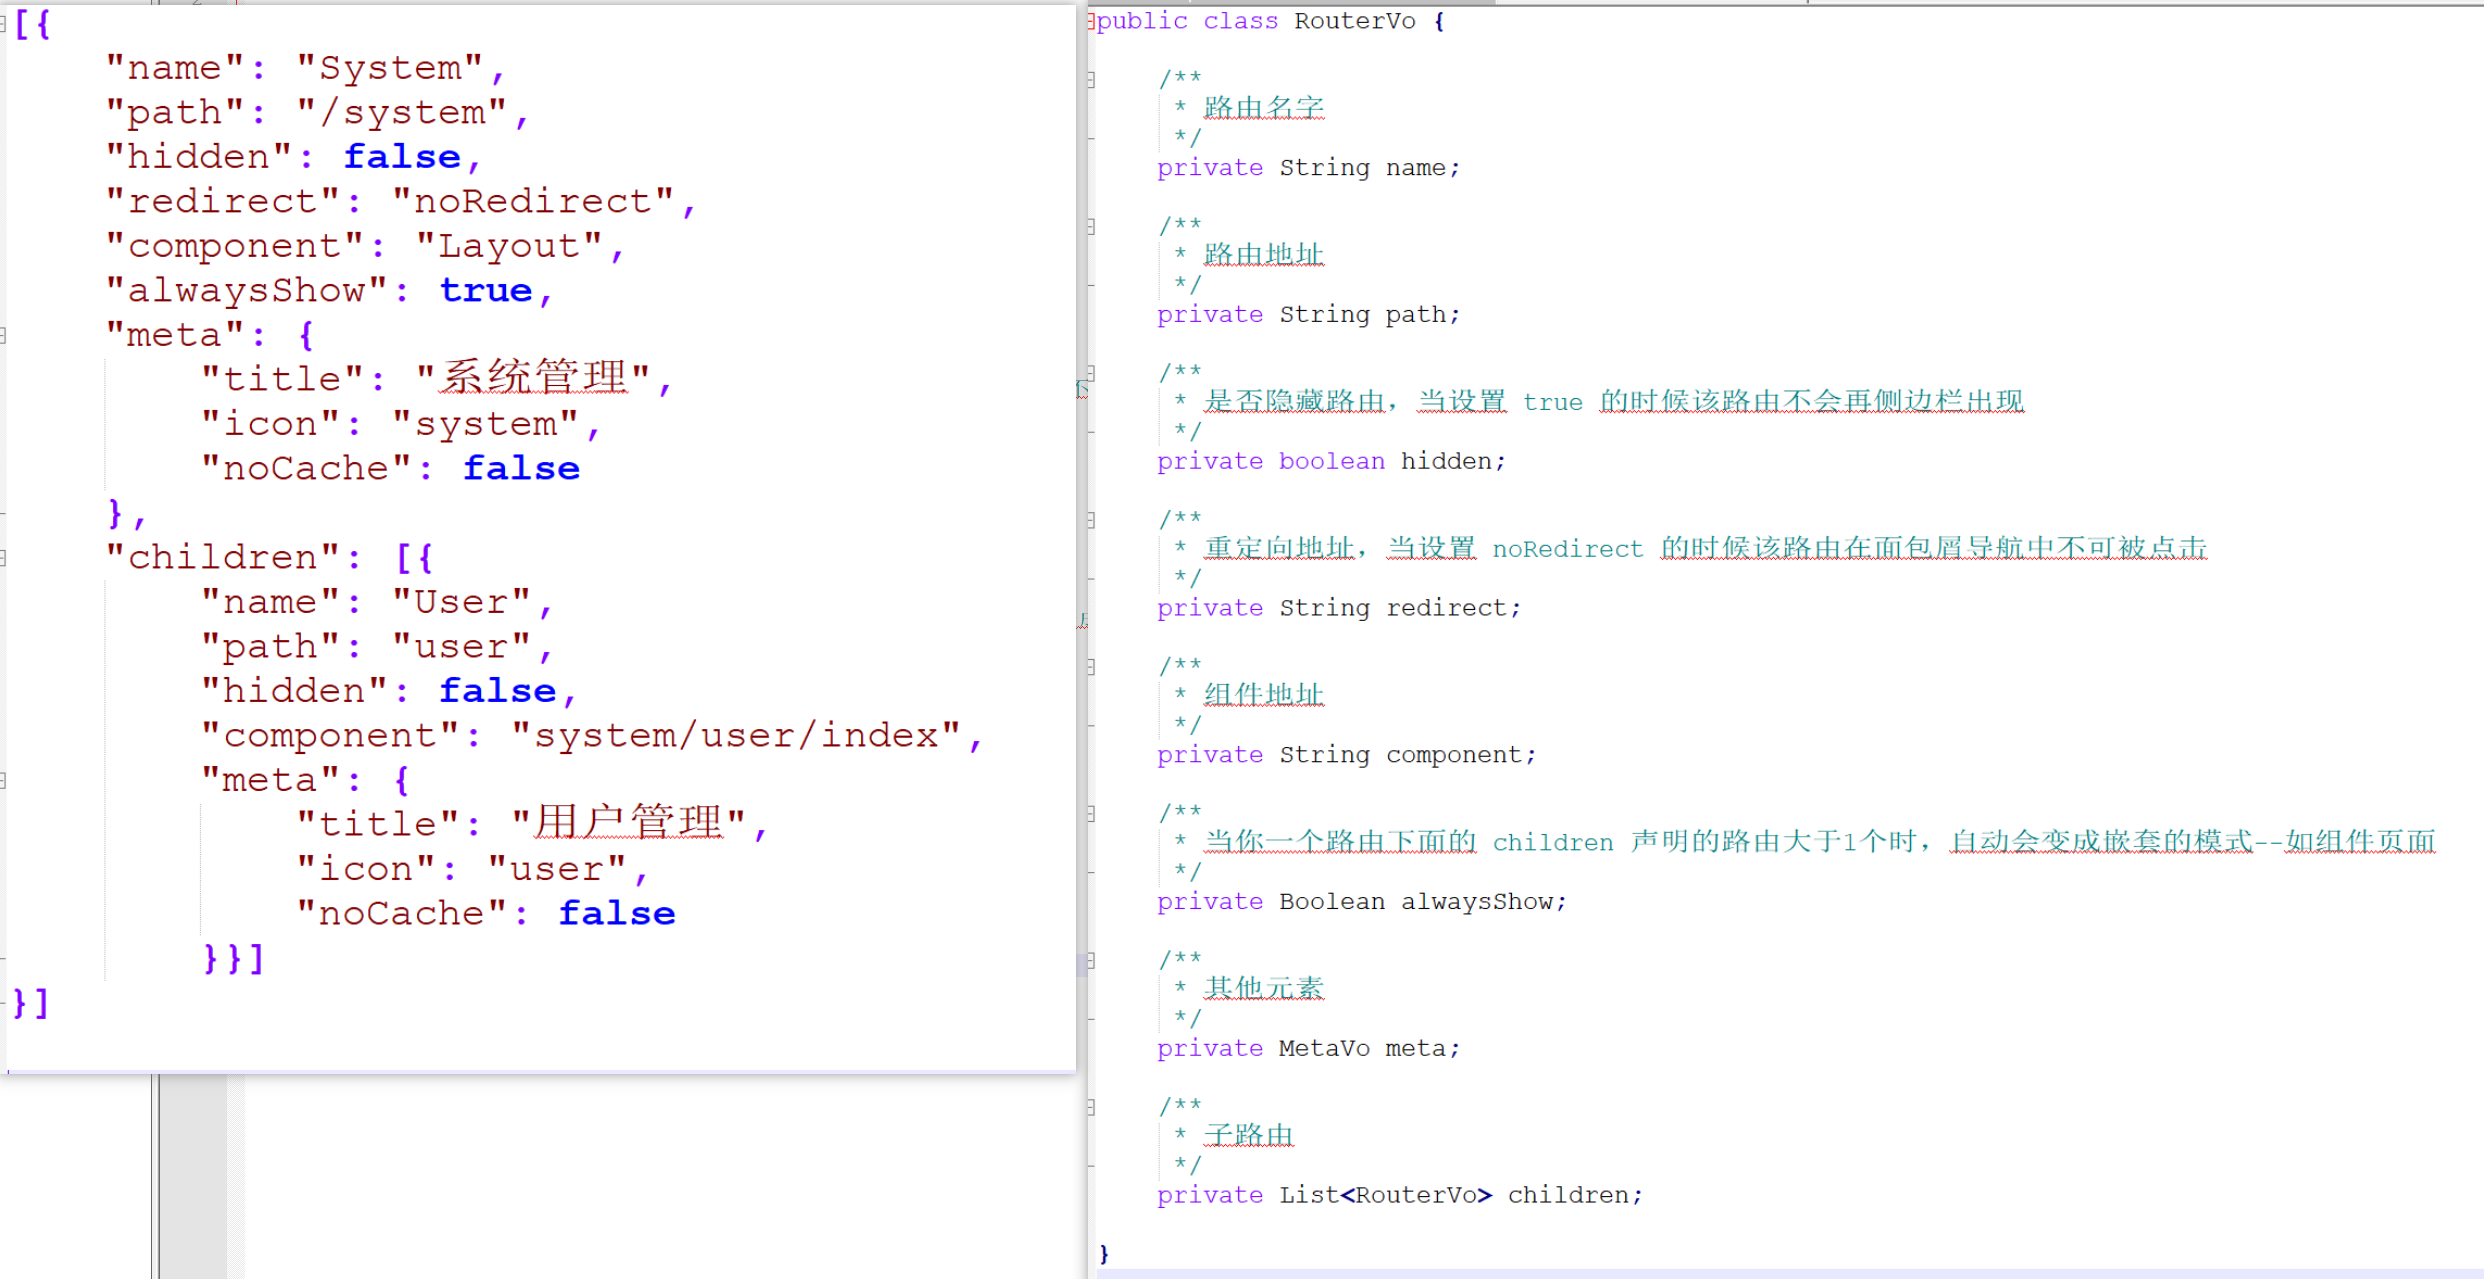 [{
"name": "System",
"path": "/system",
"hidden": false,
"redirect": "noRedirect",
"component": "Layout",
"alwaysShow": true,
"meta": {
"title": "系统管理",
"icon": "system",
"noCache": false
},
"children": [{
"name": "User",
"path": "user",
"hidden": false,
"component": "system/user/index",
"meta": {
"title": "用户管理",
"icon": "user",
"noCache": false
}}]
}]
public class RouterVo {
/**
* 路由名字
*/
private String name;
/**
* 路由地址
*/
private String path;
/**
* 是否隐藏路由，当设置 true 的时候该路由不会再侧边栏出现
*/
private boolean hidden;
/**
* 重定向地址，当设置 noRedirect 的时候该路由在面包屑导航中不可被点击
*/
private String redirect;
/**
* 组件地址
*/
private String component;
/**
* 当你一个路由下面的 children 声明的路由大于1个时，自动会变成嵌套的模式--如组件页面
*/
private Boolean alwaysShow;
/**
* 其他元素
*/
private MetaVo meta;
/**
* 子路由
*/
private List<RouterVo> children;
}